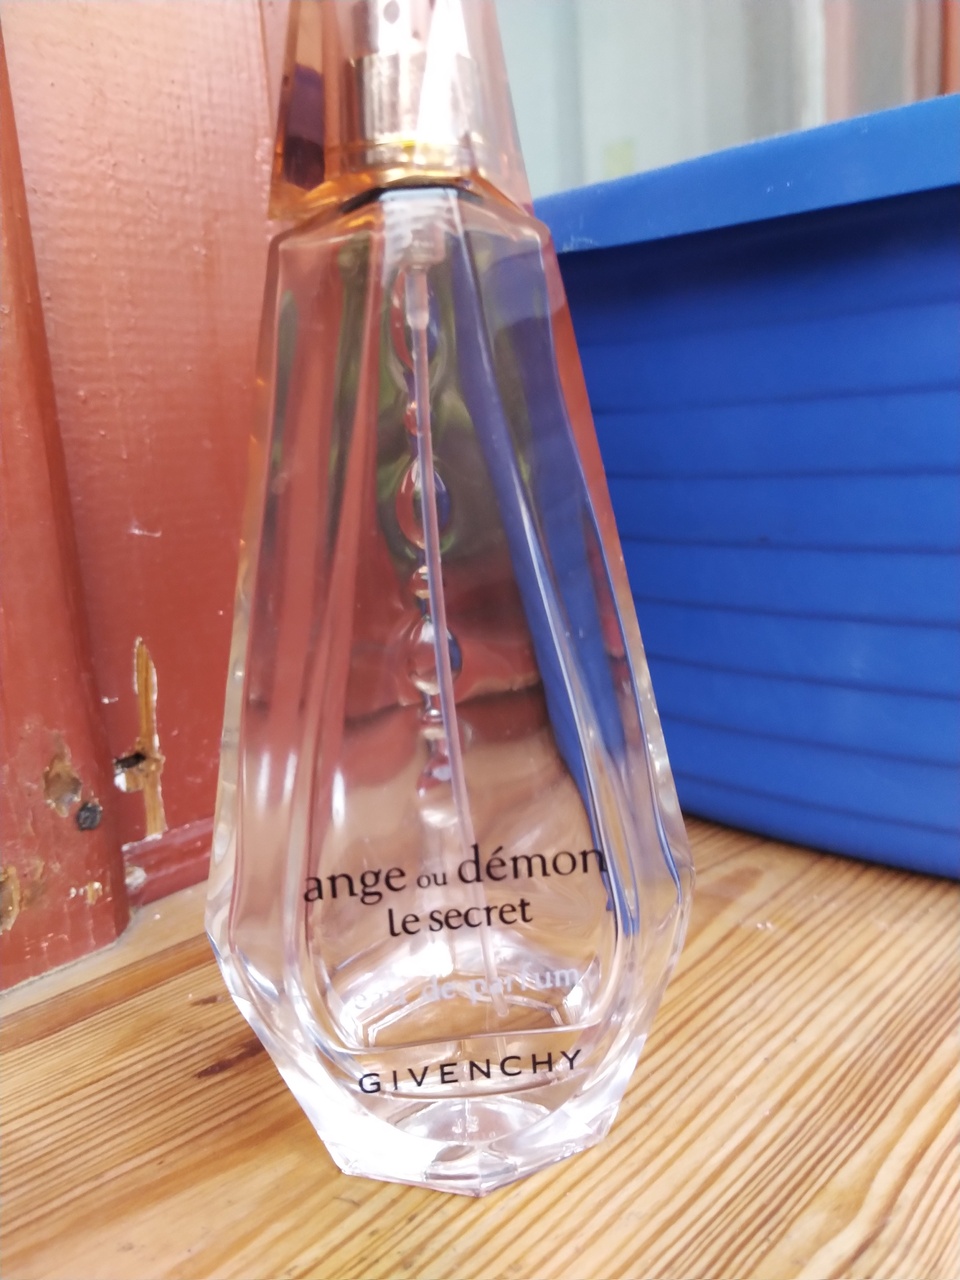 ange ou démon
le secret
eau de parfum
GIVENCHY